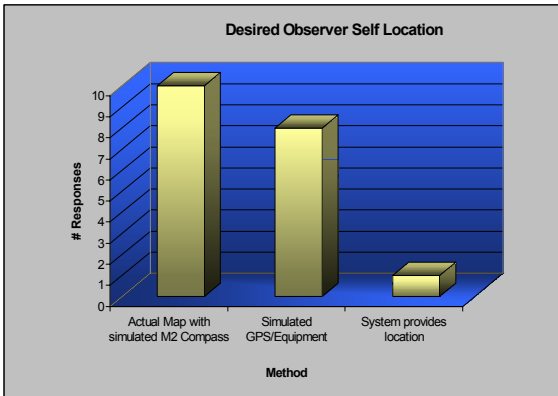 Desired Observer Self Location
# Responses
10
9
8
7
6
5
4
3
2
1
0
Actual Map with
simulated M2 Compass
Simulated
GPS/Equipment
System provides
location
Method